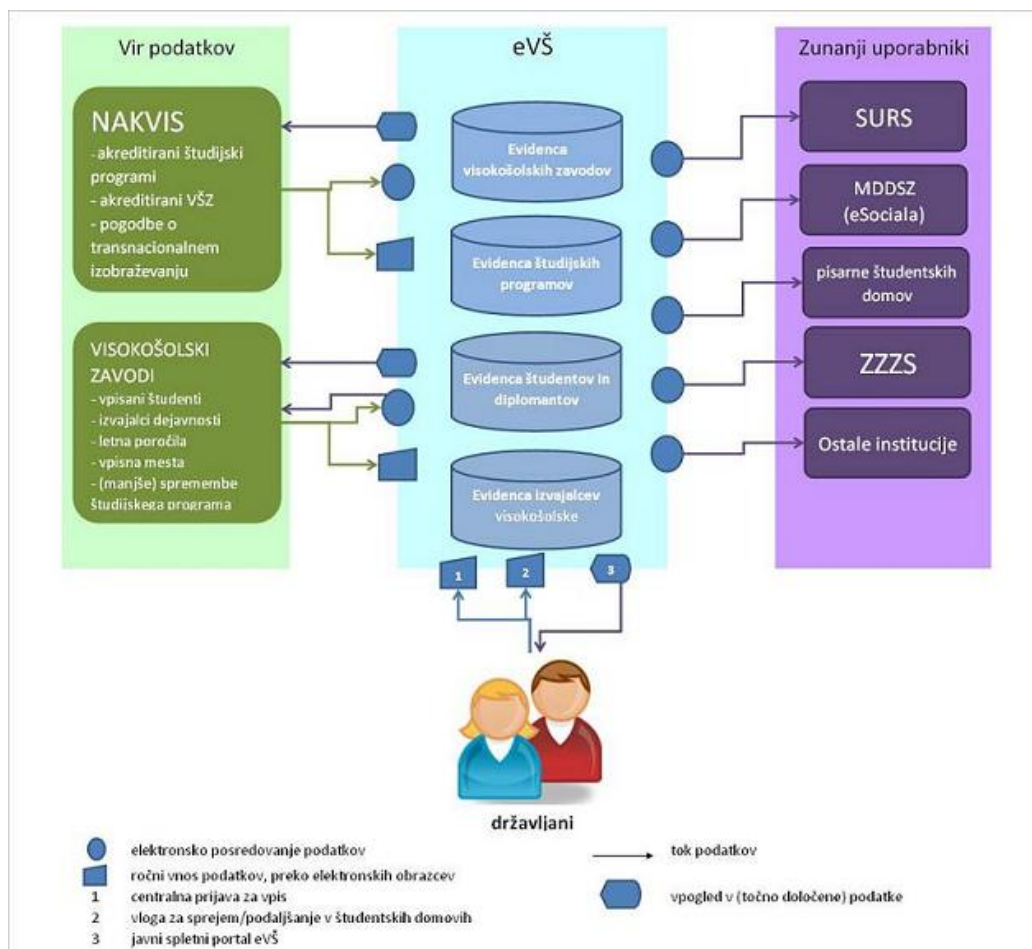 Vir podatkov
NAKVIS
- akreditirani študijski
programi
- akreditirani VŠZ
- pogodbe o
transnacionalnem
izobraževanju
VISOKOŠOLSKI
ZAVODI
- vpisani študenti
- izvajalci dejavnosti
- letna poročila
- vpisna mesta
- (manjše) spremembe
študijskega programa
eVŠ
Evidenca
visokošolskih zavodov
Evidenca študijskih
programov
Evidenca študentov in
diplomantov
Evidenca izvajalcev
visokošolske
1
2
3
Zunanji uporabniki
SURS
MDDSZ
(eSociala)
pisarne študentskih
domov
ZZZS
Ostale institucije
državljani
elektronsko posredovanje podatkov
ročni vnos podatkov, preko elektronskih obrazcev
1 centralna prijava za vpis
2 vloga za sprejem/podaljšanje v študentskih domovih
3 javni spletni portal eVŠ
tok podatkov
vpogled v (točno določene) podatke